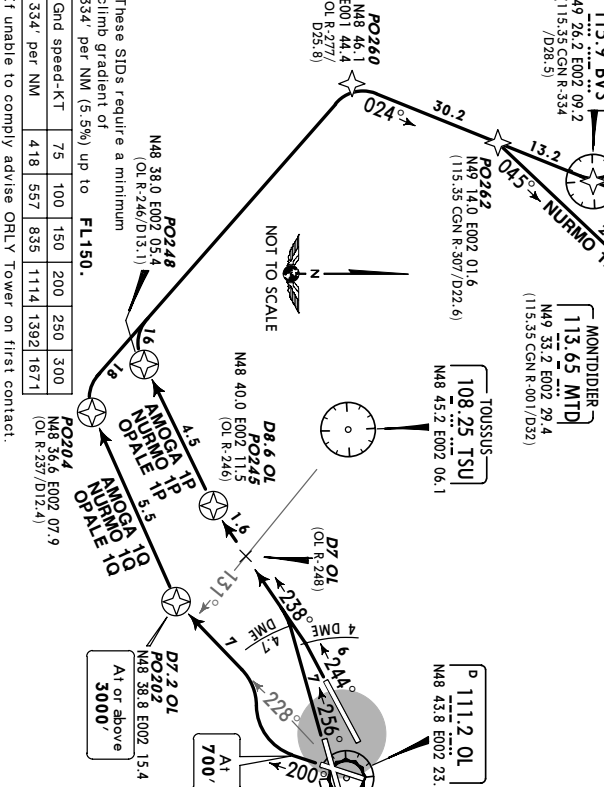 115.9 BVS
N49 26.2 E002 09.2
(115.35 CGN R-334
/D28.5)
PO260
N48 46.1
E001 44.4
(OL R-277/
D25.8)
024°
30.2
13.2
045°
NURMO
PO262
N49 14.0 E002 01.6
(115.35 CGN R-307/D22.6)
MONTDIDIER
113.65 MTD
N49 33.2 E002 29.4
(115.35 CGN R-001/D32)
These SIDs require a minimum
climb gradient of
334' per NM (5.5%) up to FL150.
Gnd speed-KT 75 100 150 200 250 300
334' per NM 418 557 835 1114 1392 1671
If unable to comply advise ORLY Tower on first contact.
PO248
N48 38.0 E002 05.4
(OL R-246/D13.1)
NOT TO SCALE
N
TOUSSUS
108.25 TSU
N48 45.2 E002 06.1
16
18
D8.6 OL
PO245
N48 40.0 E002 11.5
(OL R-246)
4.5
AMOGA 1P
NURMO 1P
OPALE 1P
1.6
PO204
N48 36.6 E002 07.9
(OL R-237/D12.4)
5.5
AMOGA 1Q
NURMO 1Q
OPALE 1Q
D7 OL
(OL R-248)
131°
238°
4 DME
4.7
DME
6
244°
7
256°
7
228°
200°
D7.2 OL
PO202
N48 38.8 E002 15.4
At or above
3000'
At
700'
D 111.2 OL
N48 43.8 E002 23.